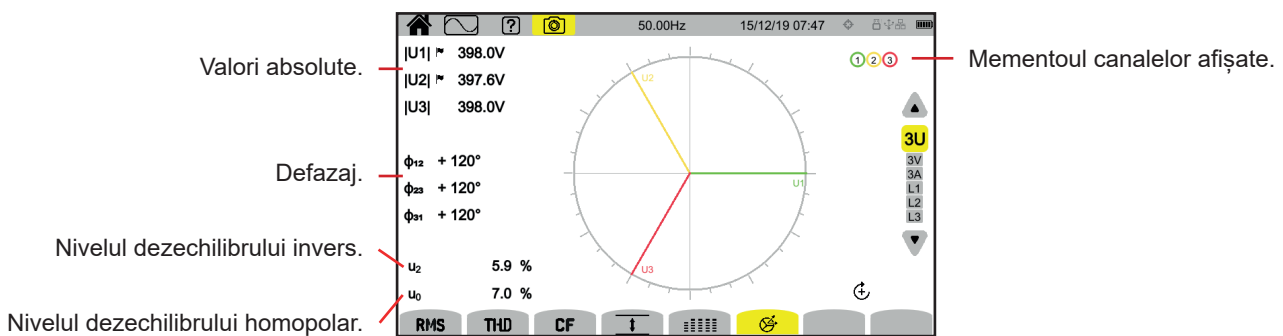 50.00Hz 15/12/19 07:47
|U1| 398.0V
|U2| 397.6V
|U3| 398.0V
Valori absolute.
1 2 3
Mementoul canalelor afișate.
U2
U1
U3
3U
3V
3A
L1
L2
L3
ϕ12 + 120°
ϕ23 + 120°
ϕ31 + 120°
Defazaj.
Nivelul dezechilibrului invers.
u2 5.9 %
Nivelul dezechilibrului homopolar.
u0 7.0 %
RMS THD CF